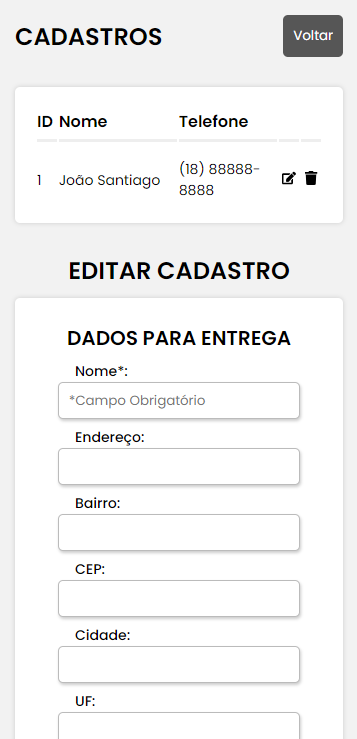 CADASTROS
Voltar
ID Nome Telefone
1 João Santiago (18) 88888-
8888
EDITAR CADASTRO
DADOS PARA ENTREGA
Nome*:
*Campo Obrigatório
Endereço:
Bairro:
CEP:
Cidade:
UF: